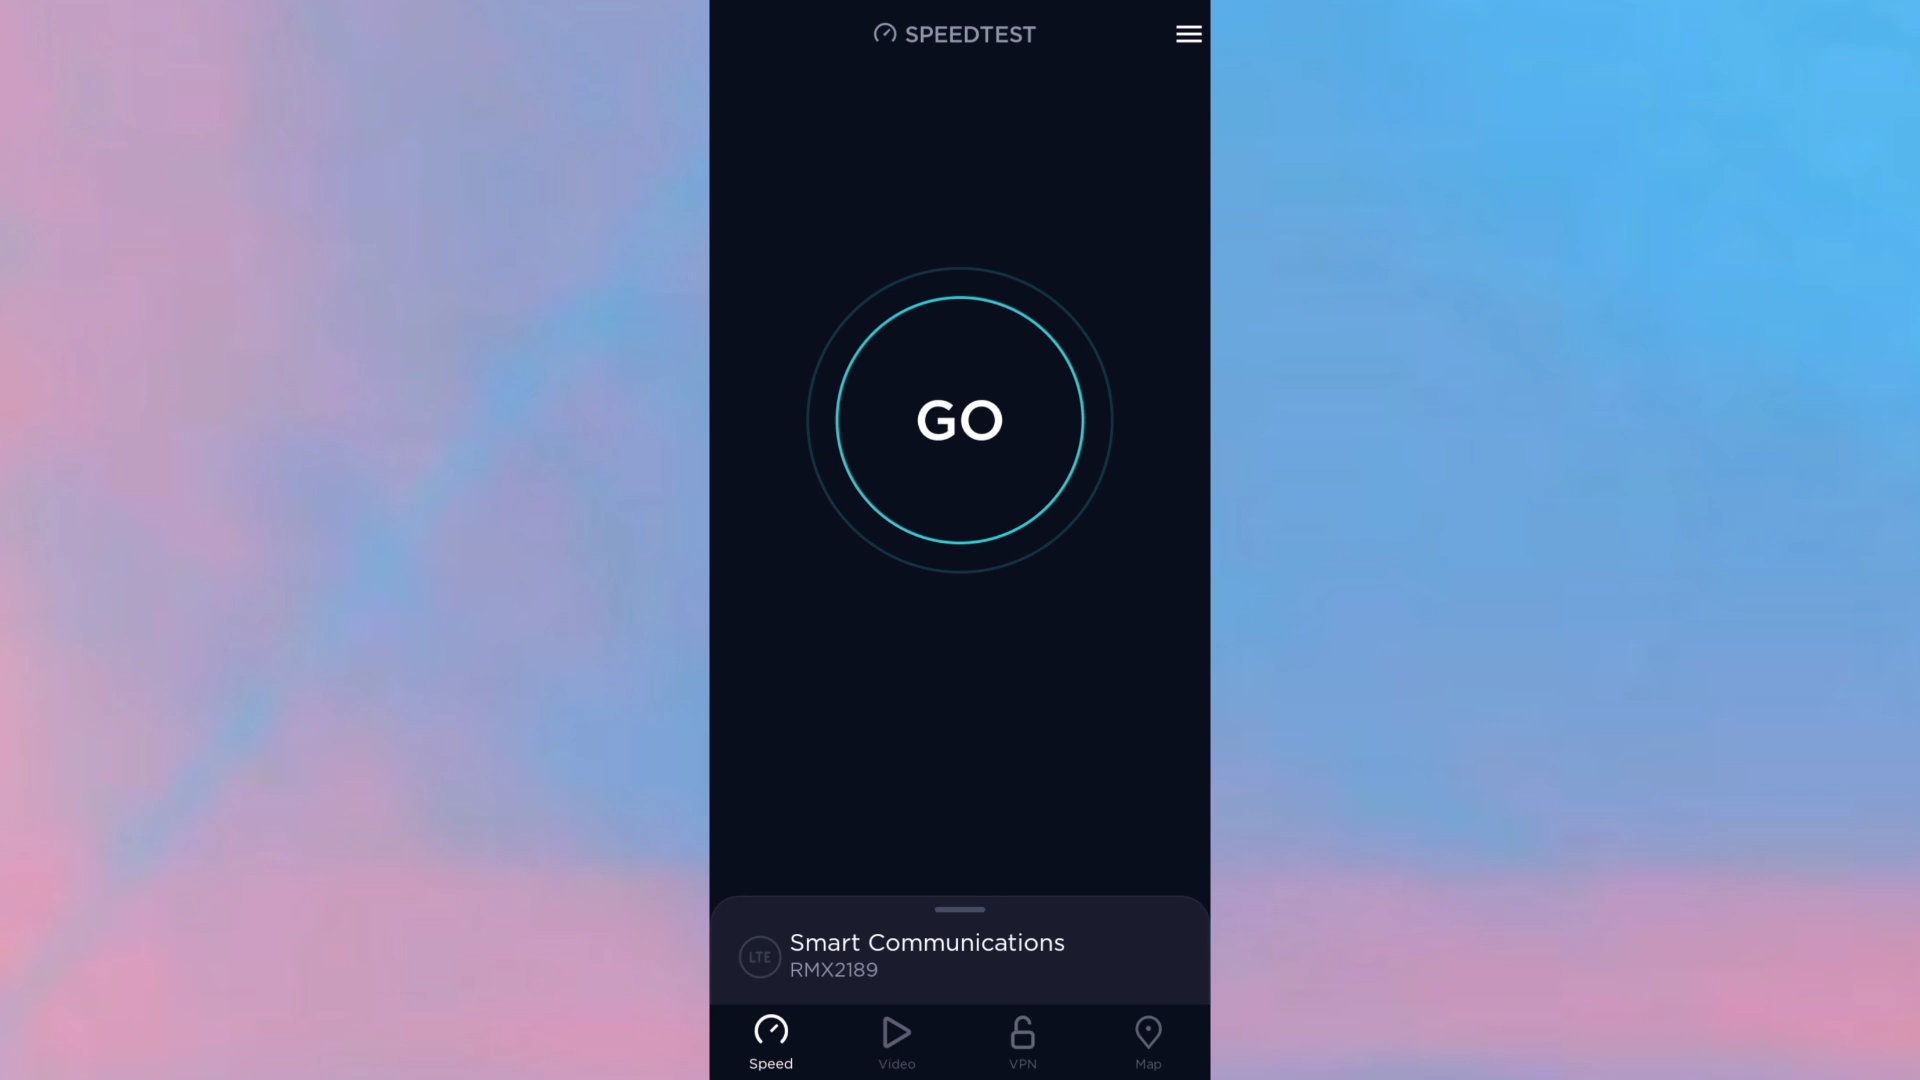 SPEEDTEST
GO
Smart Communications
LTE
RMX2189
Speed
Video
VPN
Map